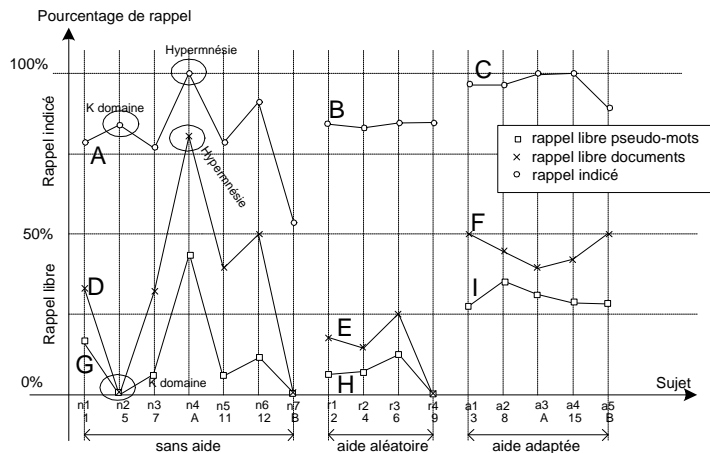 Pourcentage de rappel
100%
Rappel indicé
50%
Rappel libre
0%
Hypermnésie
K domaine
Hypermnésie
K domaine
A
B
C
D
E
F
G
H
I
rappel libre pseudo-mots
rappel libre documents
rappel indicé
Sujet
n1 n2 n3 n4 n5 n6 n7 r1 r2 r3 r4 a1 a2 a3 a4 a5
1 5 7 A 11 12 B 2 4 6 9 3 8 A 15 B
sans aide aide aléatoire aide adaptée